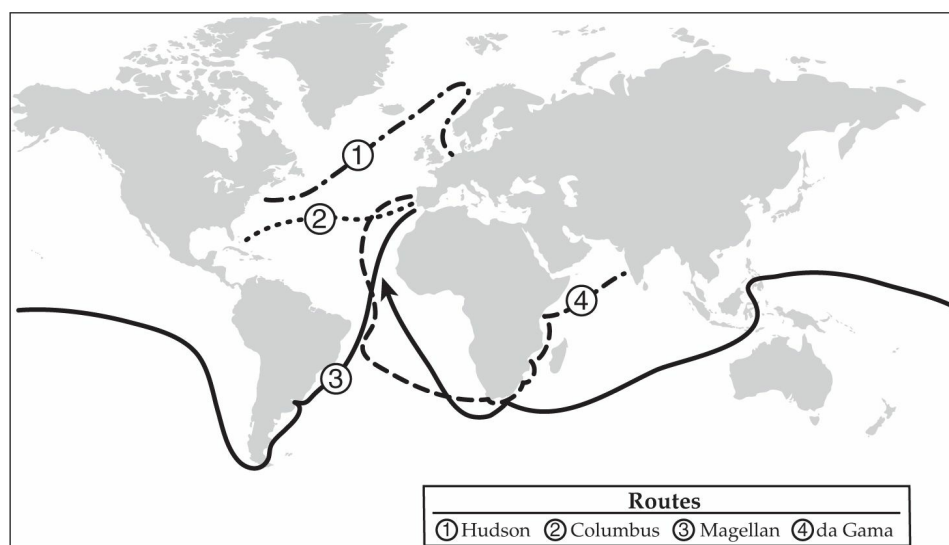 ①
②
③
④
Routes
①Hudson ②Columbus ③Magellan ④da Gama